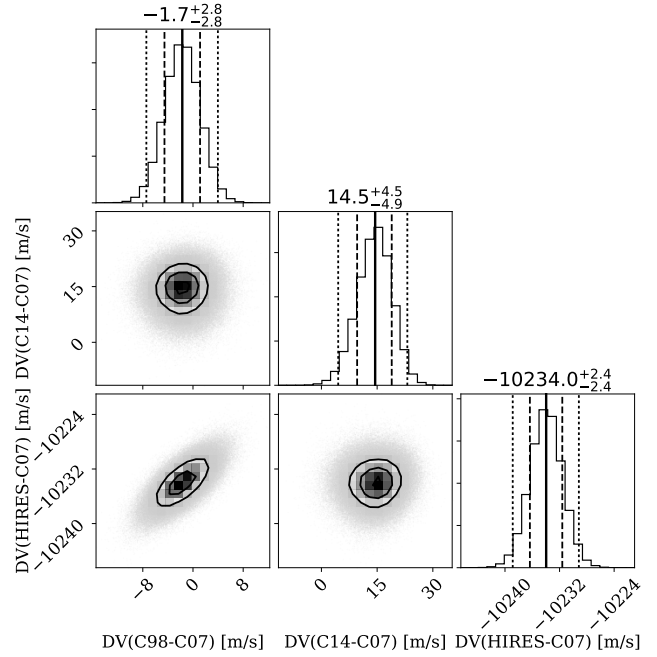 −1.7+2.8−2.8
14.5+4.5−4.9
−10234.0+2.4−2.4
DV(C14-C07) [m/s]
30
15
0
DV(HIRES-C07) [m/s]
−10224
−10232
−10240
−8 0 8
0 15 30
−10240 −10232 −10224
DV(C98-C07) [m/s] DV(C14-C07) [m/s] DV(HIRES-C07) [m/s]